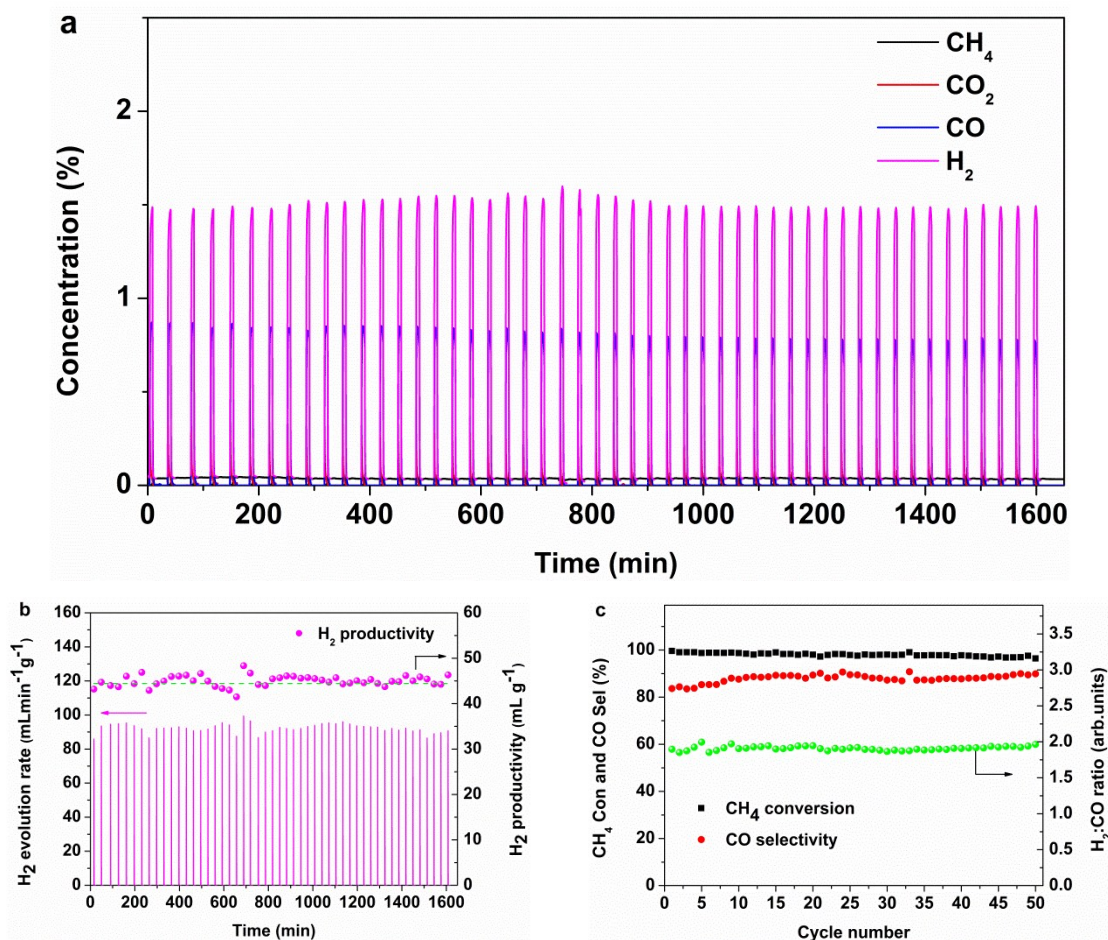 a
CH4
CO2
CO
H2
2
1
0
Concentration (%)
0 200 400 600 800 1000 1200 1400 1600
Time (min)
b
160
140
120
100
80
60
40
20
0
H2 evolution rate (mLmin-1g-1)
H2 productivity
60
50
40
30
20
10
0
H2 productivity (mL g-1)
0 200 400 600 800 1000 1200 1400 1600
Time (min)
c
100
80
60
40
20
0
CH4 Con and CO Sel (%)
CH4 conversion
CO selectivity
3.5
3.0
2.5
2.0
1.5
1.0
0.5
0.0
H2:CO ratio (arb.units)
0 5 10 15 20 25 30 35 40 45 50
Cycle number